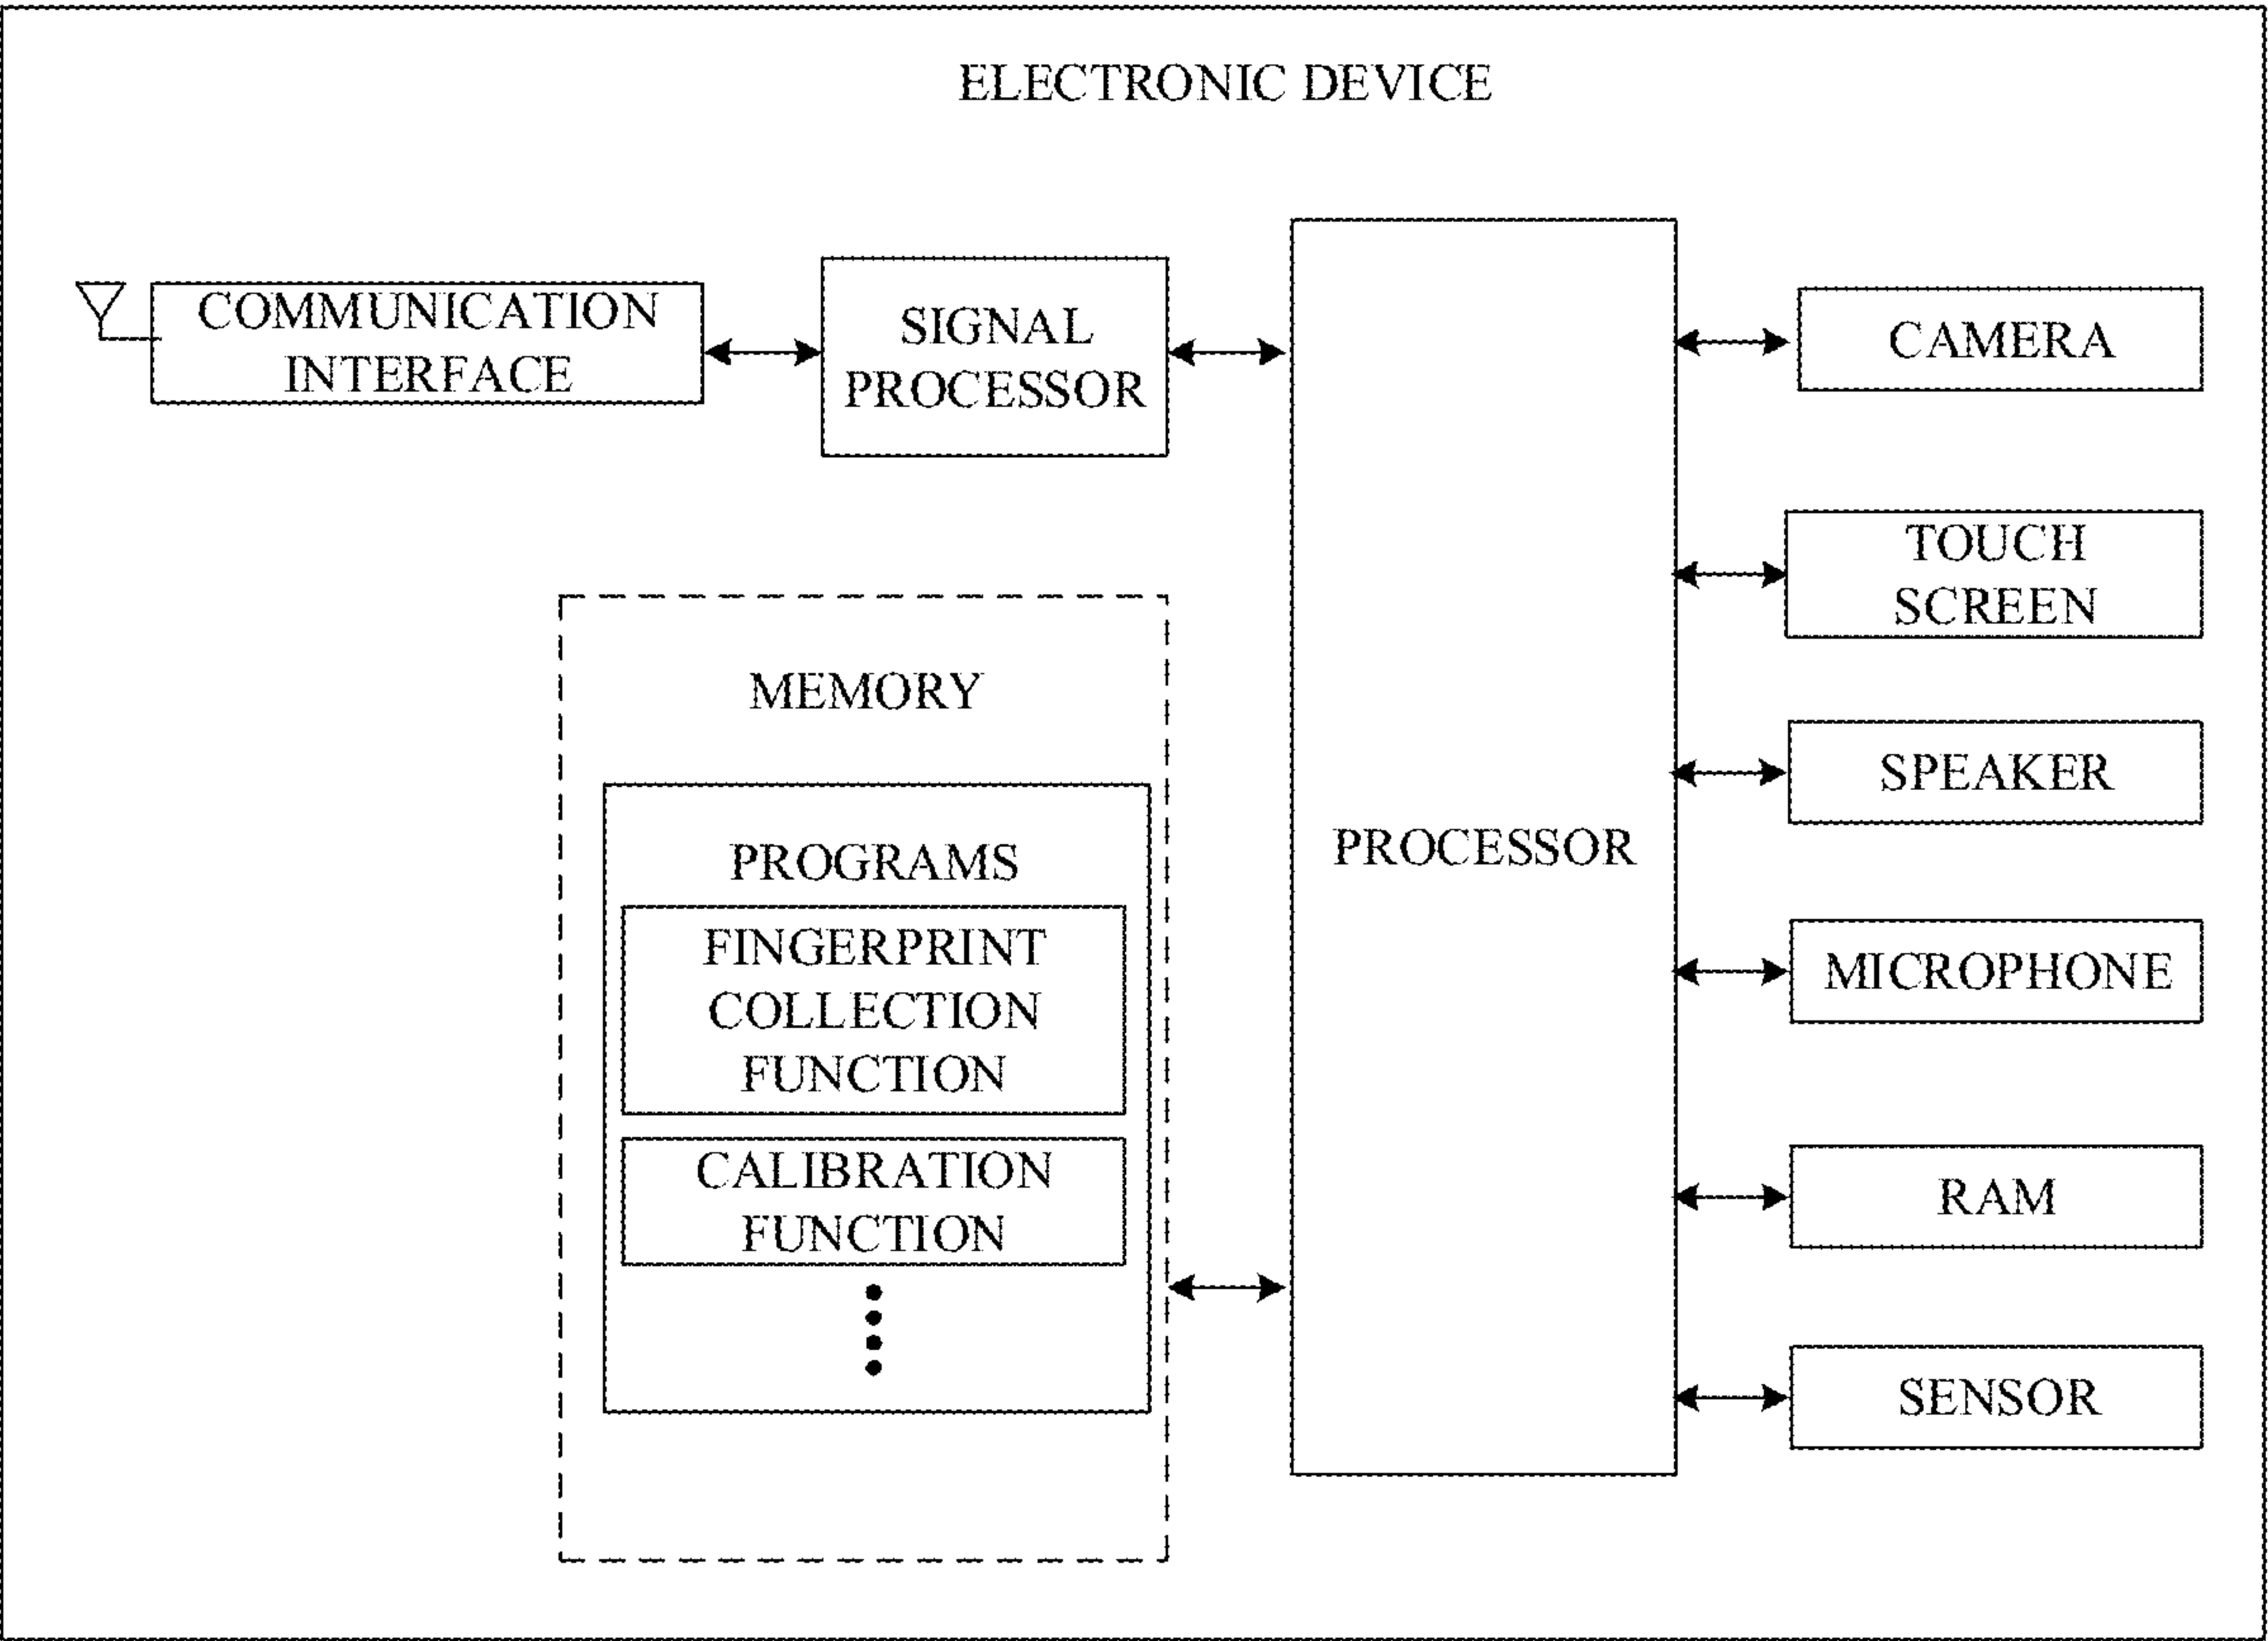 ELECTRONIC DEVICE
COMMUNICATION
INTERFACE
SIGNAL
PROCESSOR
MEMORY
PROGRAMS
FINGERPRINT
COLLECTION
FUNCTION
CALIBRATION
FUNCTION
PROCESSOR
CAMERA
TOUCH
SCREEN
SPEAKER
MICROPHONE
RAM
SENSOR